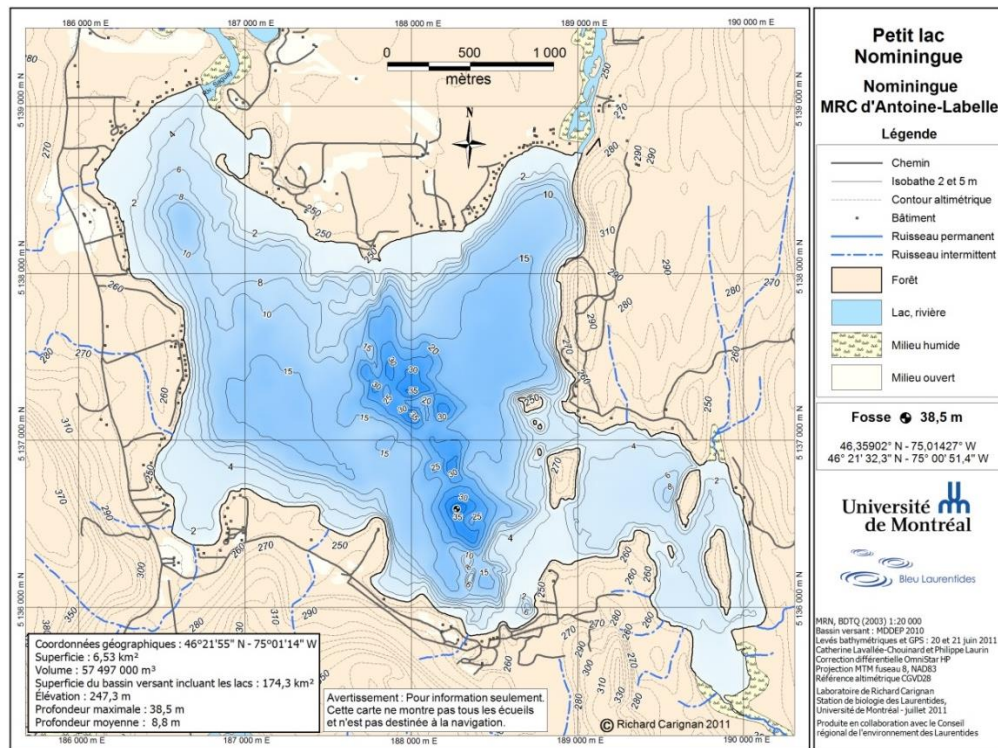 186 000 m E
187 000 m E
188 000 m E
189 000 m E
190 000 m E
5 139 000 m N
5 138 000 m N
5 137 000 m N
5 136 000 m N
0 500 1 000
mètres
N
Petit lac
Nominingue
Nominingue
MRC d'Antoine-Labelle
Légende
Chemin
Isobathe 2 et 5 m
Contour altimétrique
Bâtiment
Ruisseau permanent
Ruisseau intermittent
Forêt
Lac, rivière
Milieu humide
Milieu ouvert
Fosse 38,5 m
46,35902° N - 75,01427° W
46° 21' 32,3" N - 75° 00' 51,4" W
Université
de Montréal
Bleu Laurentides
MRN, BDTQ (2003) 1:20 000
Bassin versant : MDDEP 2010
Levés bathymétriques et GPS : 20 et 21 juin 2011
Catherine Lavallée-Chouinard et Philippe Laurin
Correction différentielle OmniStar HP
Projection MTM fuseau 8, NAD83
Référence altimétrique CGVD28
Laboratoire de Richard Carignan
Station de biologie des Laurentides,
Université de Montréal - juillet 2011
Produite en collaboration avec le Conseil
régional de l'environnement des Laurentides
Coordonnées géographiques : 46°21'55" N - 75°01'14" W
Superficie : 6,53 km²
Volume : 57 497 000 m³
Superficie du bassin versant incluant les lacs : 174,3 km²
Élévation : 247,3 m
Profondeur maximale : 38,5 m
Profondeur moyenne : 8,8 m
Avertissement : Pour information seulement.
Cette carte ne montre pas tous les écueils
et n'est pas destinée à la navigation.
© Richard Carignan 2011
186 000 m E
187 000 m E
188 000 m E
189 000 m E
190 000 m E